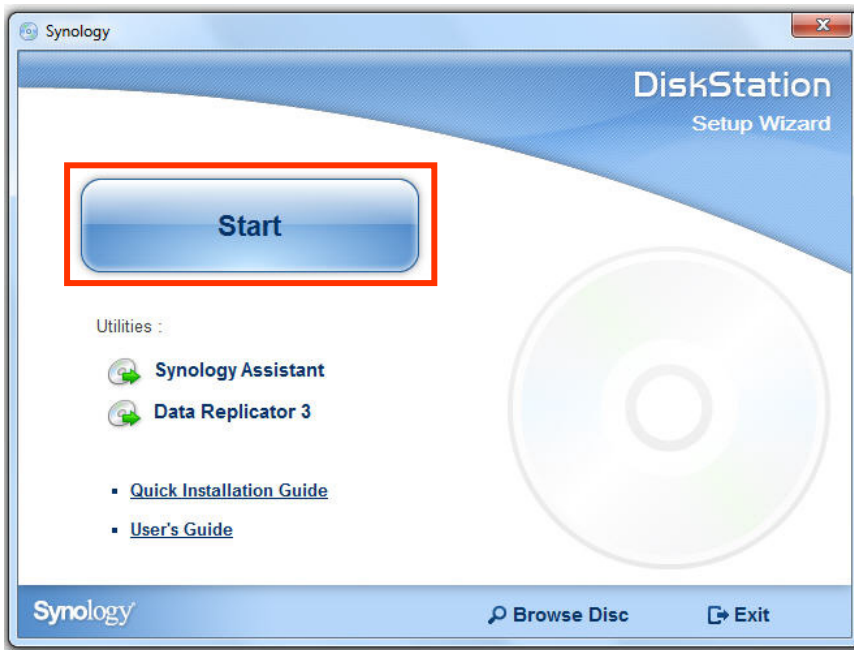 Synology
DiskStation
Setup Wizard
Start
Utilities :
Synology Assistant
Data Replicator 3
Quick Installation Guide
User's Guide
Synology
Browse Disc
Exit